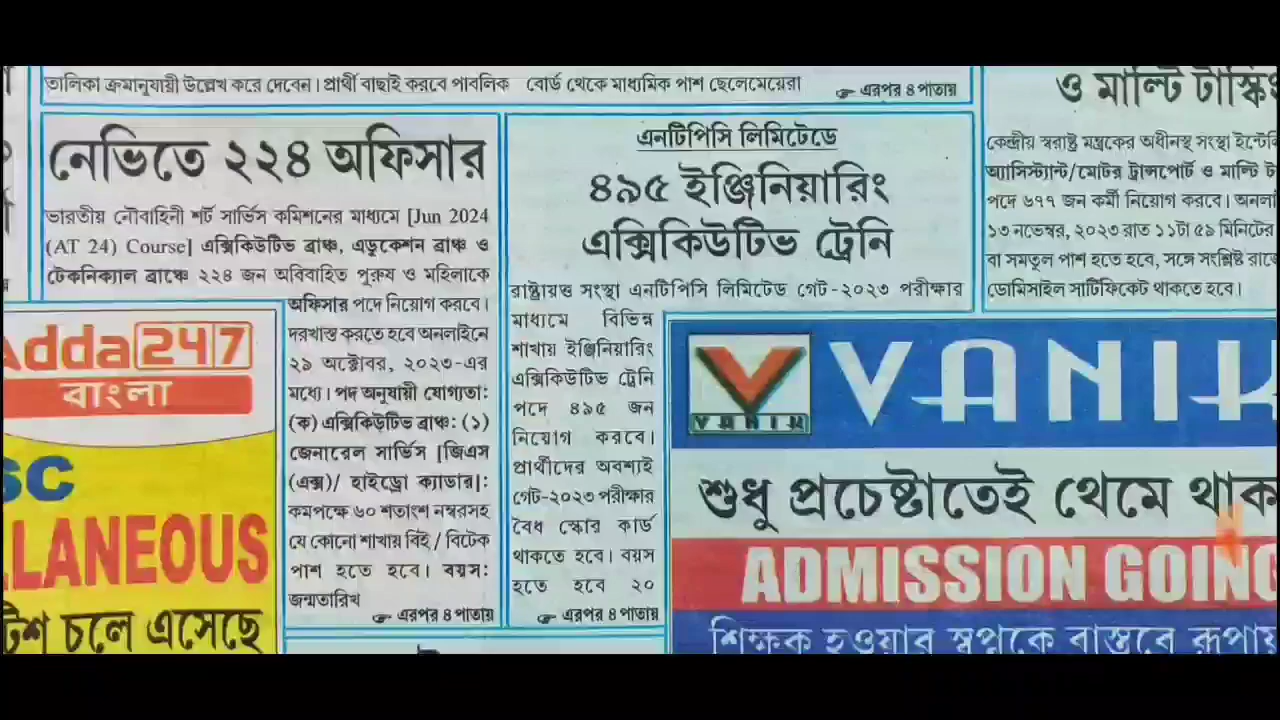 তালিকা ক্রমানুযায়ী উল্লেখ করে দেবেন। প্রার্থী বাছাই করবে পাবলিক
বোর্ড থেকে মাধ্যমিক পাশ ছেলেমেয়েরা
☞ এরপর ৪ পাতায়
নেভিতে ২২৪ অফিসার
ভারতীয় নৌবাহিনী শর্ট সার্ভিস কমিশনের মাধ্যমে [Jun 2024
(AT 24) Course] এক্সিকিউটিভ ব্রাঞ্চ, এডুকেশন ব্রাঞ্চ ও
টেকনিক্যাল ব্রাঞ্চে ২২৪ জন অবিবাহিত পুরুষ ও মহিলাকে
অফিসার পদে নিয়োগ করবে।
দরখাস্ত করতে হবে অনলাইনে
২৯ অক্টোবর, ২০২৩-এর
মধ্যে। পদ অনুযায়ী যোগ্যতা:
(ক) এক্সিকিউটিভ ব্রাঞ্চ: (১)
জেনারেল সার্ভিস [জিএস
(এক্স)/ হাইড্রো ক্যাডার]:
কমপক্ষে ৬০ শতাংশ নম্বরসহ
যে কোনো শাখায় বিই / বিটেক
পাশ হতে হবে। বয়স:
জন্মতারিখ
☞ এরপর ৪ পাতায়
এনটিপিসি লিমিটেডে
৪৯৫ ইঞ্জিনিয়ারিং
এক্সিকিউটিভ ট্রেনি
রাষ্ট্রায়ত্ত সংস্থা এনটিপিসি লিমিটেড গেট-২০২৩ পরীক্ষার
মাধ্যমে বিভিন্ন
শাখায় ইঞ্জিনিয়ারিং
এক্সিকিউটিভ ট্রেনি
পদে ৪৯৫ জন
নিয়োগ করবে।
প্রার্থীদের অবশ্যই
গেট-২০২৩ পরীক্ষার
বৈধ স্কোর কার্ড
থাকতে হবে। বয়স
হতে হবে ২০
☞ এরপর ৪ পাতায়
ও মাল্টি টাস্কিং
কেন্দ্রীয় স্বরাষ্ট্র মন্ত্রকের অধীনস্থ সংস্থা ইন্টে
অ্যাসিস্ট্যান্ট/মোটর ট্রান্সপোর্ট ও মাল্টি ট
পদে ৬৭৭ জন কর্মী নিয়োগ করবে। অনলা
১৩ নভেম্বর, ২০২৩ রাত ১১টা ৫৯ মিনিটের
বা সমতুল পাশ হতে হবে, সঙ্গে সংশ্লিষ্ট রাজ্যে
ডোমিসাইল সার্টিফিকেট থাকতে হবে।
Adda247
বাংলা
SC
LLANEOUS
টিশ চলে এসেছে
VANIK
VANIK
শুধু প্রচেষ্টাতেই থেমে থাক
ADMISSION GOING
শিক্ষক হওয়ার স্বপ্নকে বাস্তবে রূপায়